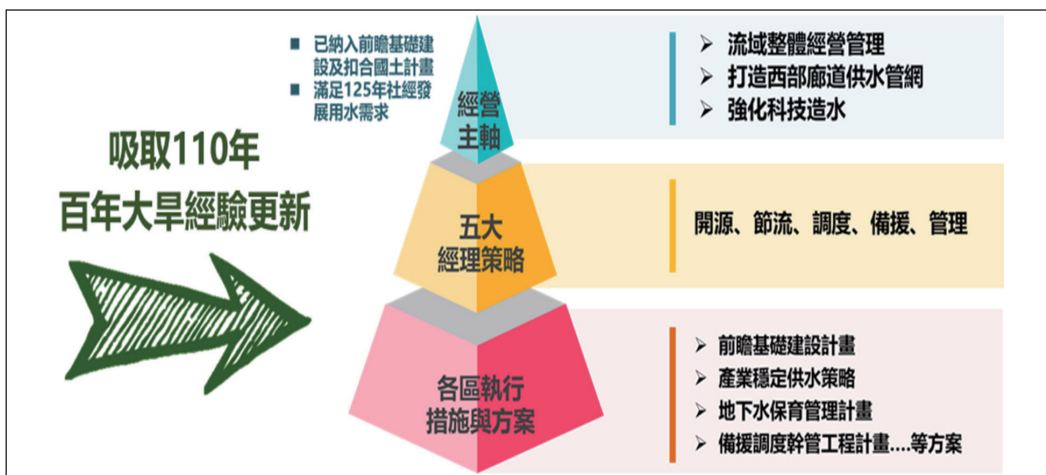 ■ 已納入前瞻基礎建
設及扣合國土計畫
■ 滿足125年社經發
展用水需求
吸取110年
百年大旱經驗更新
經營
主軸
➢ 流域整體經營管理
➢ 打造西部廊道供水管網
➢ 強化科技造水
五大
經理策略
開源、節流、調度、備援、管理
各區執行
措施與方案
➢ 前瞻基礎建設計畫
➢ 產業穩定供水策略
➢ 地下水保育管理計畫
➢ 備援調度幹管工程計畫....等方案